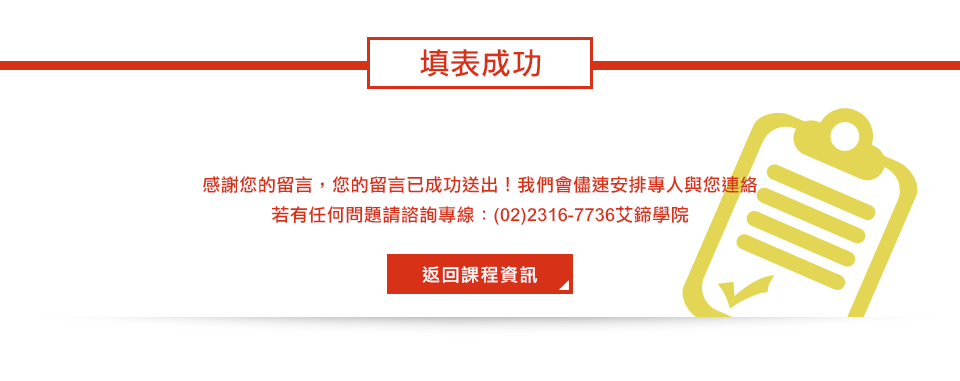 填表成功
感謝您的留言，您的留言已成功送出！我們會儘速安排專人與您連絡
若有任何問題請諮詢專線：(02)2316-7736艾鍗學院
返回課程資訊